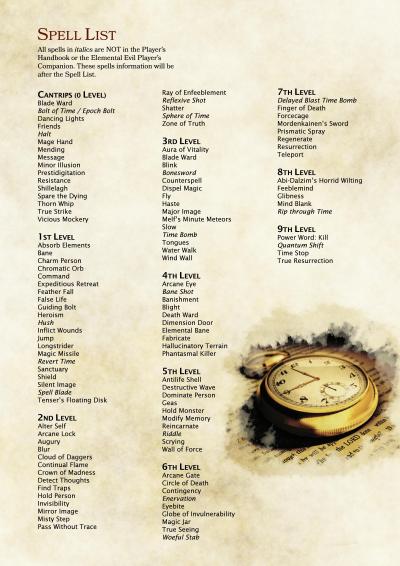 SPELL LIST
All spells in italics are NOT in the Player's
Handbook or the Elemental Evil Player's
Companion. These spells information will be
after the Spell List.
CANTRIPS (0 LEVEL)
Blade Ward
Bolt of Time / Epoch Bolt
Dancing Lights
Friends
Halt
Mage Hand
Mending
Message
Minor Illusion
Prestidigitation
Resistance
Shillelagh
Spare the Dying
Thorn Whip
True Strike
Vicious Mockery
1ST LEVEL
Absorb Elements
Bane
Charm Person
Chromatic Orb
Command
Expeditious Retreat
Feather Fall
False Life
Guiding Bolt
Heroism
Hush
Inflict Wounds
Jump
Longstrider
Magic Missile
Revert Time
Sanctuary
Shield
Silent Image
Spell Blade
Tenser's Floating Disk
2ND LEVEL
Alter Self
Arcane Lock
Augury
Blur
Cloud of Daggers
Continual Flame
Crown of Madness
Detect Thoughts
Find Traps
Hold Person
Invisibility
Mirror Image
Misty Step
Pass Without Trace
Ray of Enfeeblement
Reflexive Shot
Shatter
Sphere of Time
Zone of Truth
3RD LEVEL
Aura of Vitality
Blade Ward
Blink
Bonesword
Counterspell
Dispel Magic
Fly
Haste
Major Image
Melf's Minute Meteors
Slow
Time Bomb
Tongues
Water Walk
Wind Wall
4TH LEVEL
Arcane Eye
Bane Shot
Banishment
Blight
Death Ward
Dimension Door
Elemental Bane
Fabricate
Hallucinatory Terrain
Phantasmal Killer
5TH LEVEL
Antilife Shell
Destructive Wave
Dominate Person
Geas
Hold Monster
Modify Memory
Reincarnate
Riddle
Scrying
Wall of Force
6TH LEVEL
Arcane Gate
Circle of Death
Contingency
Enervation
Eyebite
Globe of Invulnerability
Magic Jar
True Seeing
Woeful Stab
7TH LEVEL
Delayed Blast Time Bomb
Finger of Death
Forcecage
Mordenkainen's Sword
Prismatic Spray
Regenerate
Resurrection
Teleport
8TH LEVEL
Abi-Dalzim's Horrid Wilting
Feeblemind
Glibness
Mind Blank
Rip through Time
9TH LEVEL
Power Word: Kill
Quantum Shift
Time Stop
True Resurrection